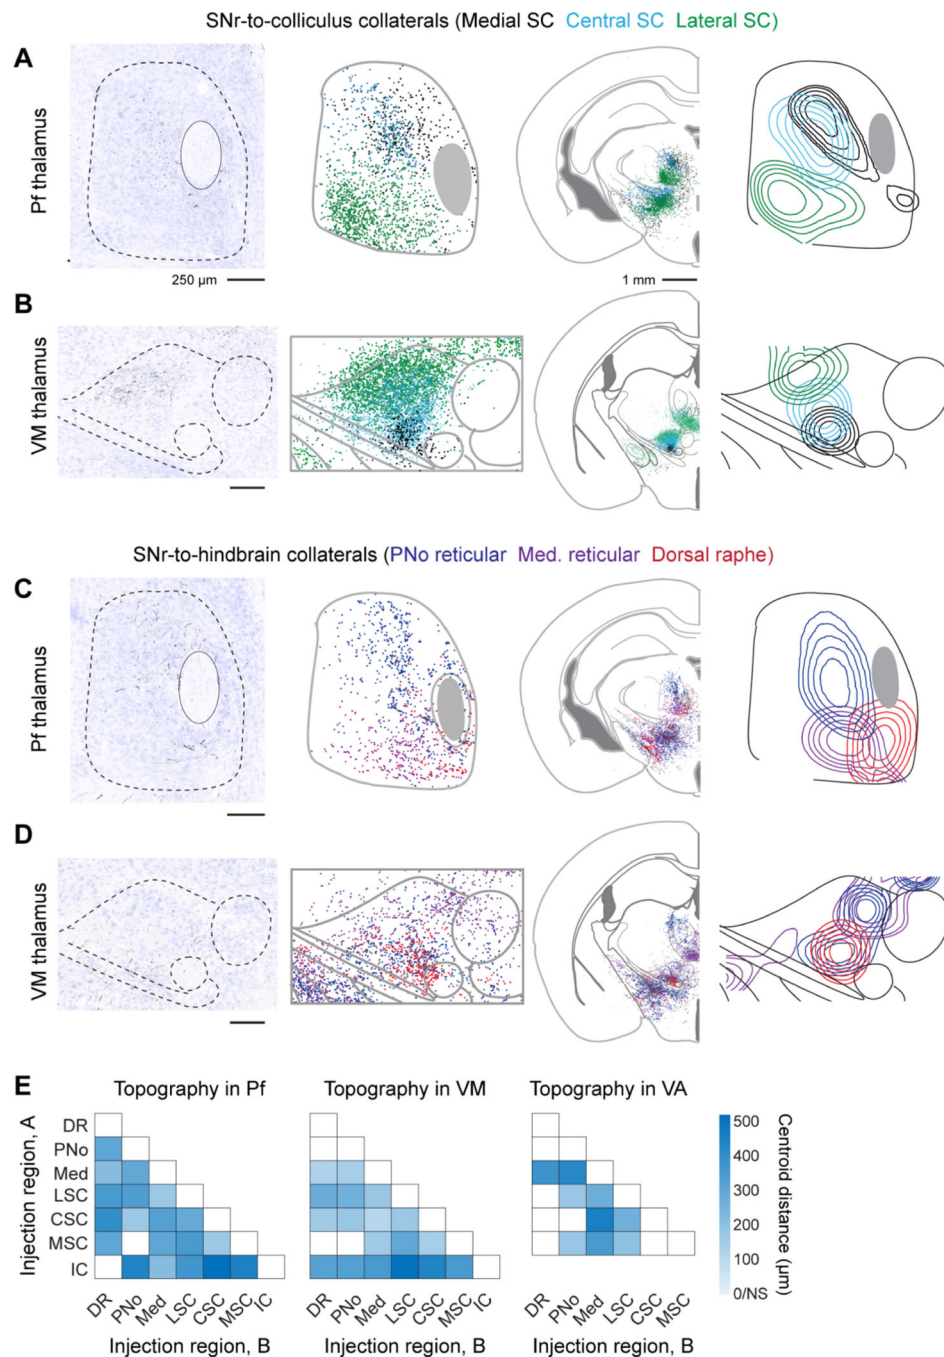 SNr-to-colliculus collaterals (Medial SC Central SC Lateral SC)
A
Pf thalamus
250 µm
1 mm
B
VM thalamus
SNr-to-hindbrain collaterals (PNo reticular Med. reticular Dorsal raphe)
C
Pf thalamus
D
VM thalamus
E
Topography in Pf
Topography in VM
Topography in VA
Injection region, A
DR
PNo
Med
LSC
CSC
MSC
IC
DR PNo Med LSC CSC MSC IC
DR PNo Med LSC CSC MSC IC
DR PNo Med LSC CSC MSC
Injection region, B
Injection region, B
Injection region, B
500
400
300
200
100
0/NS
Centroid distance (µm)